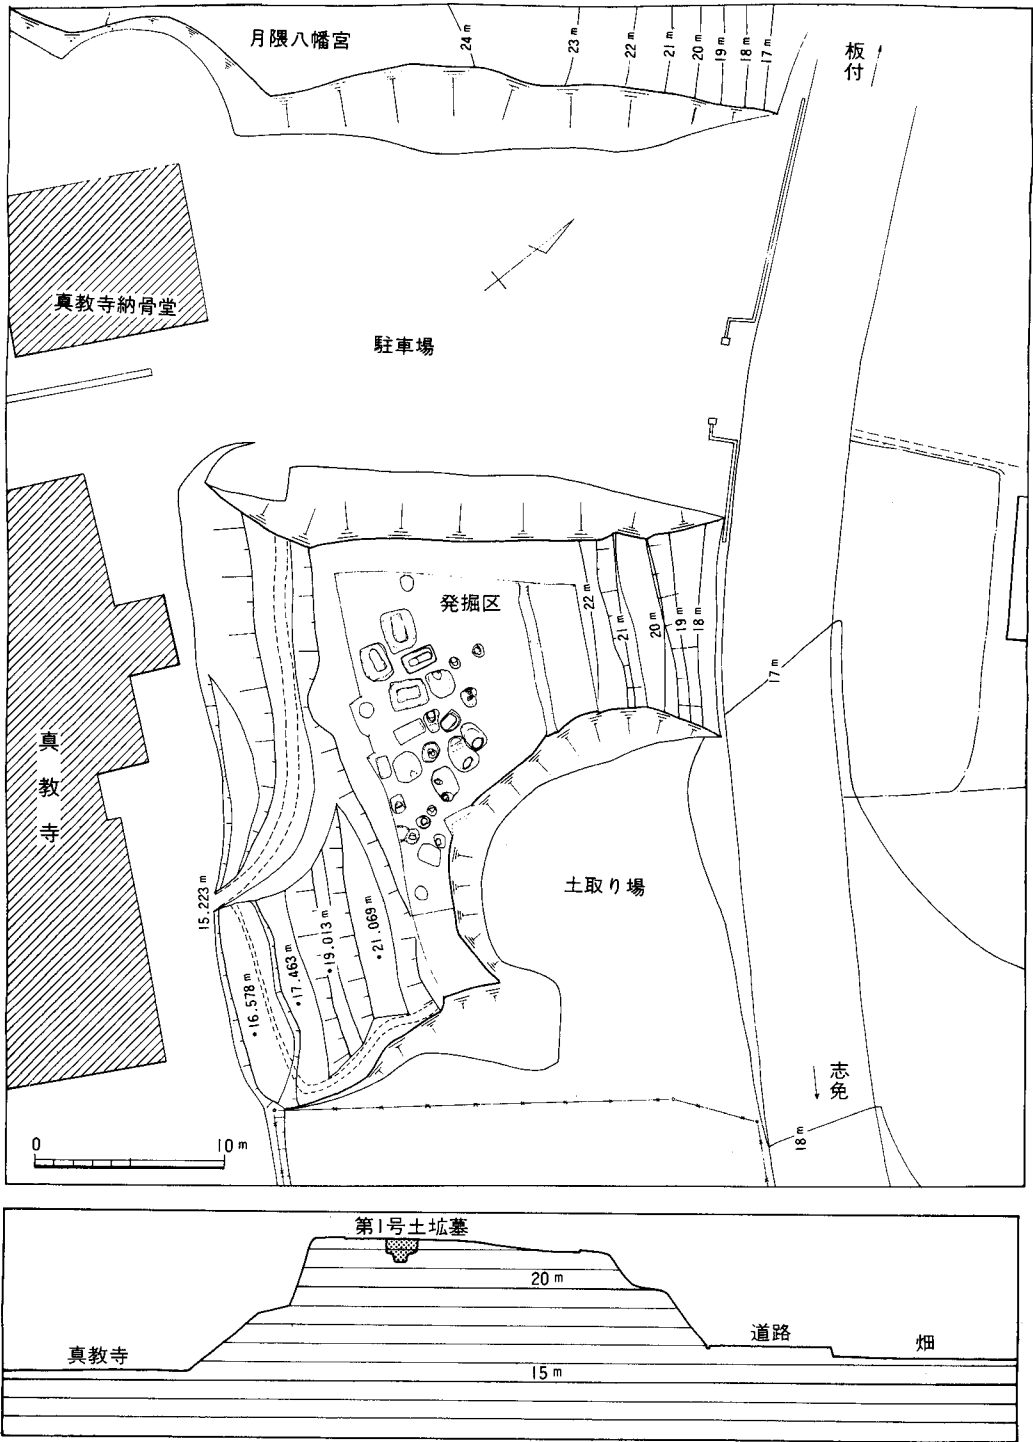 月隈八幡宮
24m
23m
22m
21m
20m
19m
18m
17m
板付
真教寺納骨堂
駐車場
発掘区
22m
21m
20m
19m
18m
17m
真教寺
土取り場
15.223m
•16.578m
•17.463m
•19.013m
•21.069m
志免
18m
0 10m
第1号土拡墓
20m
道路
畑
真教寺
15m